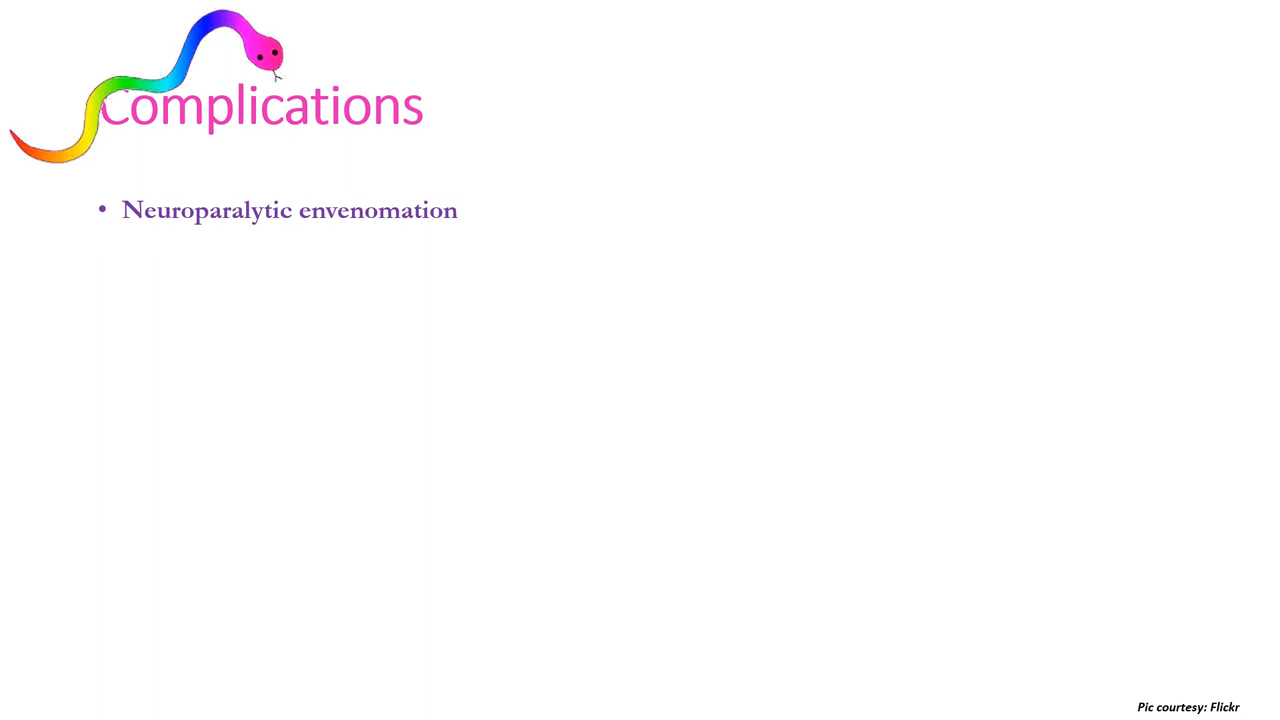 Complications
• Neuroparalytic envenomation
Pic courtesy: Flickr